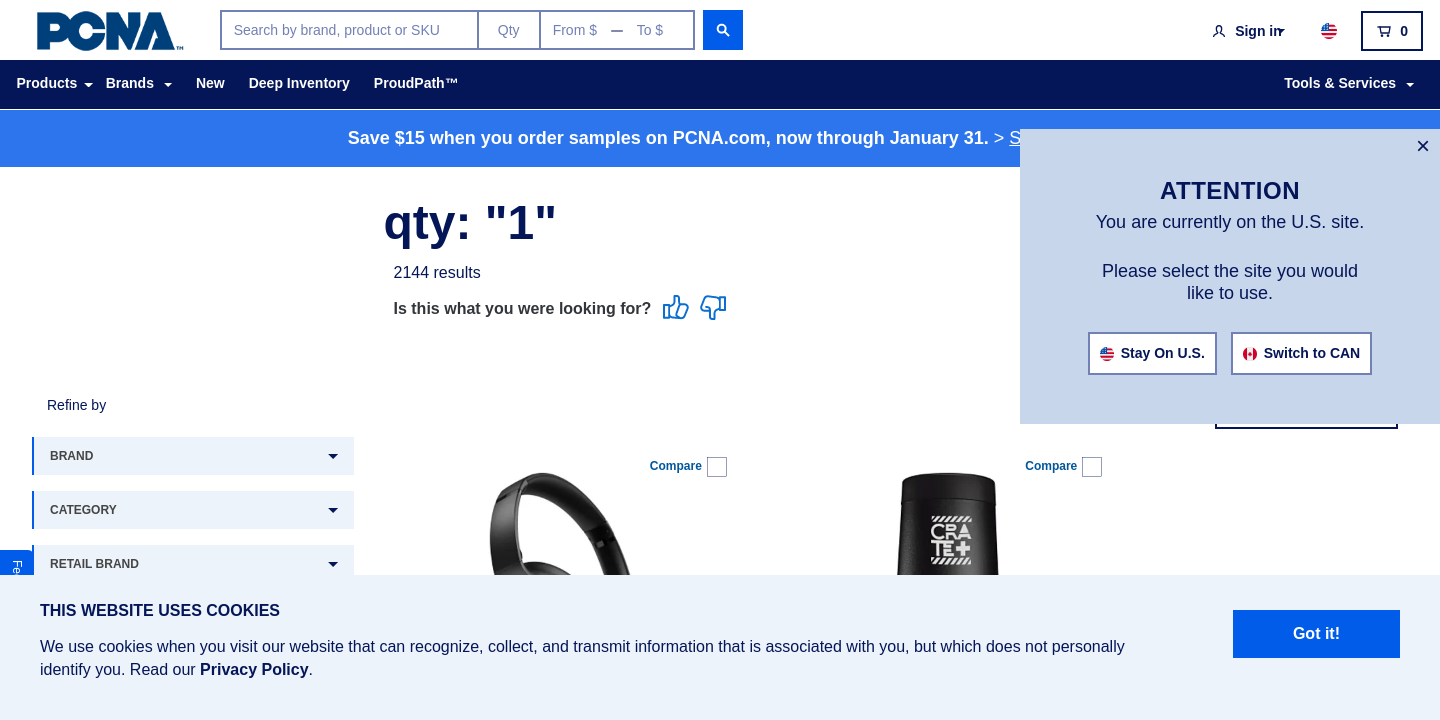 PCNA™
Search by brand, product or SKU
Qty
From $ — To $
Sign in
0
Products
Brands
New
Deep Inventory
ProudPath™
Tools & Services
Save $15 when you order samples on PCNA.com, now through January 31. >
×
ATTENTION
You are currently on the U.S. site.
Please select the site you would
like to use.
Stay On U.S.
Switch to CAN
qty: "1"
2144 results
Is this what you were looking for?
Refine by
BRAND
CATEGORY
RETAIL BRAND
Compare
Compare
THIS WEBSITE USES COOKIES
We use cookies when you visit our website that can recognize, collect, and transmit information that is associated with you, but which does not personally
identify you. Read our Privacy Policy.
Got it!